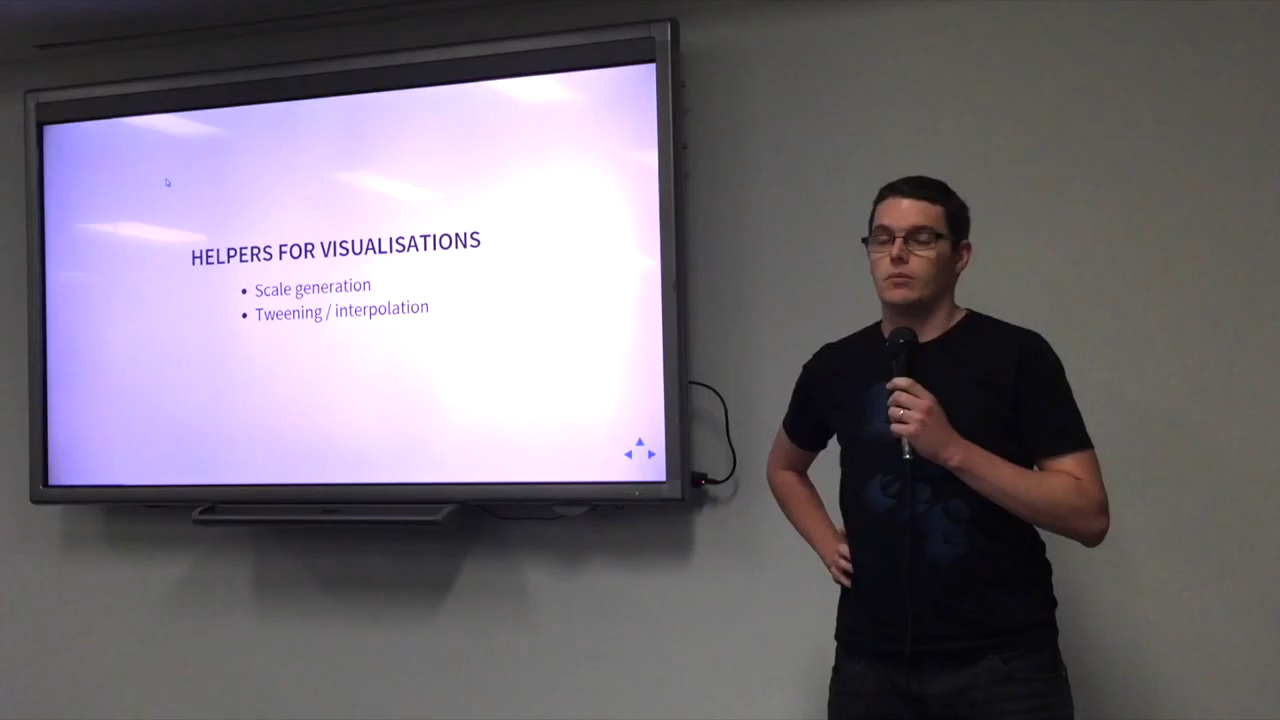 HELPERS FOR VISUALISATIONS
• Scale generation
• Tweening / interpolation